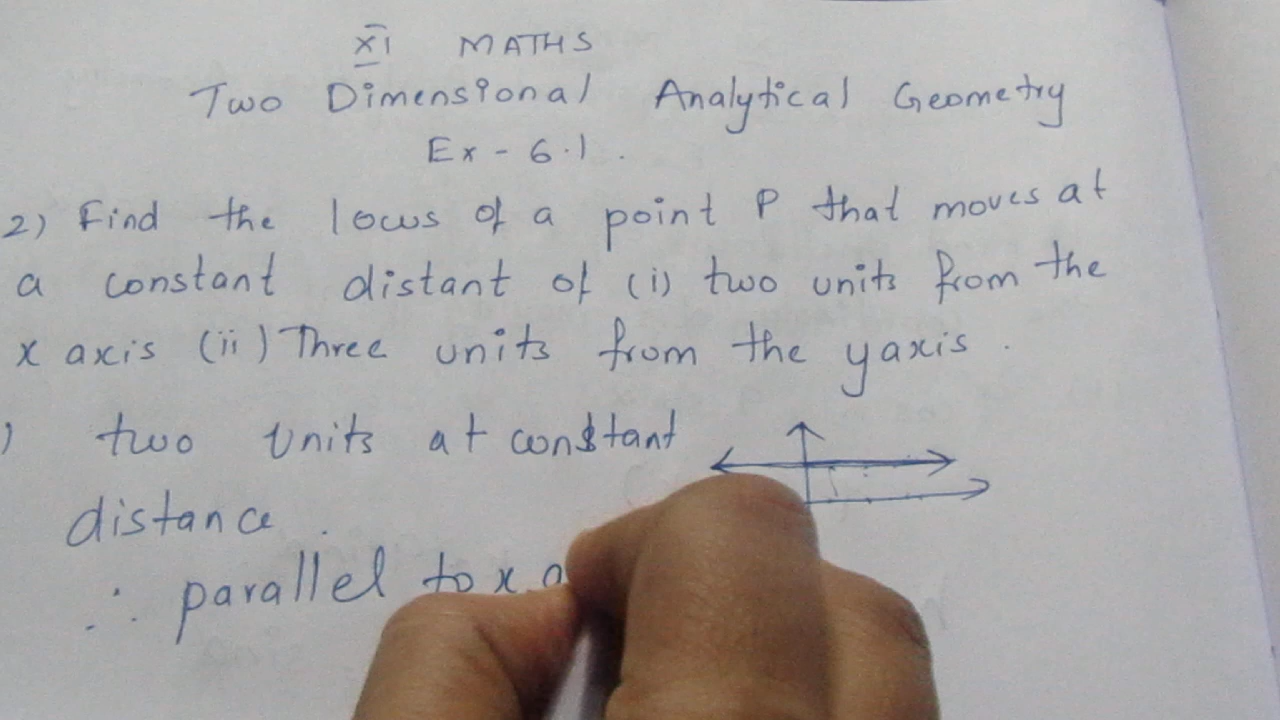 XI MATHS
Two Dimensional Analytical Geometry
Ex - 6.1.
2) Find the locus of a point P that moves at
a constant distant of (i) two units from the
x axis (ii) Three units from the y axis.
) two units at constant
distance.
∴ parallel to x a